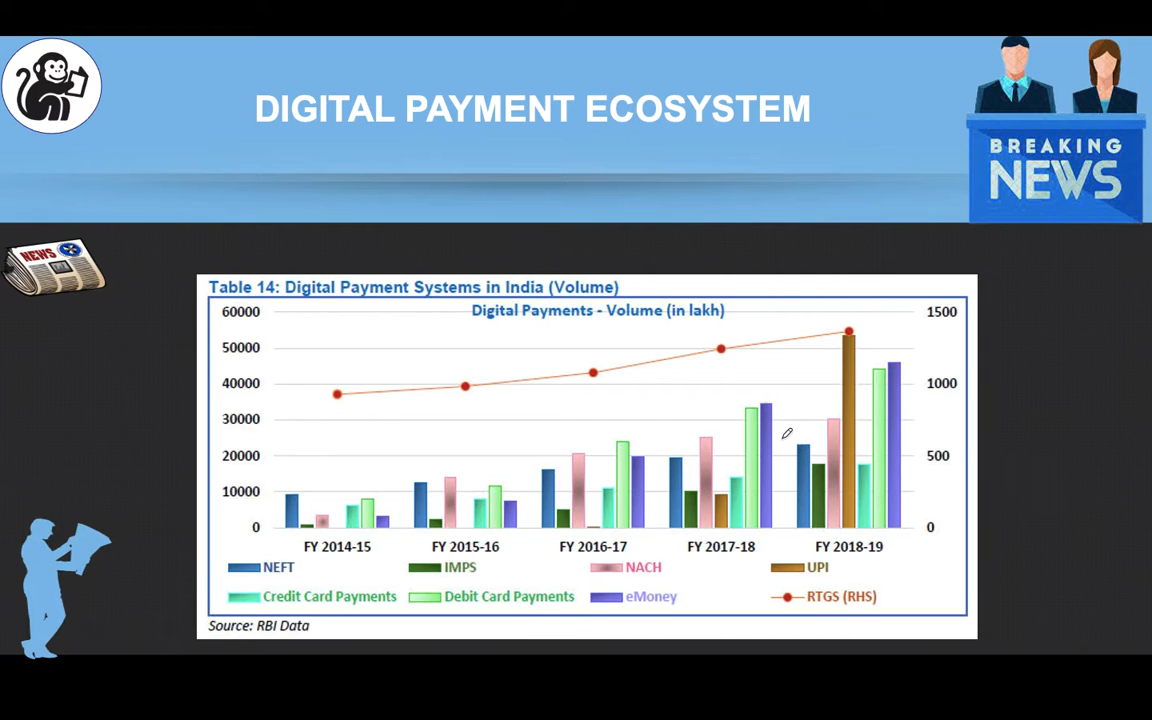 DIGITAL PAYMENT ECOSYSTEM
BREAKING
NEWS
NEWS
Table 14: Digital Payment Systems in India (Volume)
Digital Payments - Volume (in lakh)
60000
50000
40000
30000
20000
10000
0
1500
1000
500
0
FY 2014-15 FY 2015-16 FY 2016-17 FY 2017-18 FY 2018-19
NEFT IMPS NACH UPI
Credit Card Payments Debit Card Payments eMoney RTGS (RHS)
Source: RBI Data